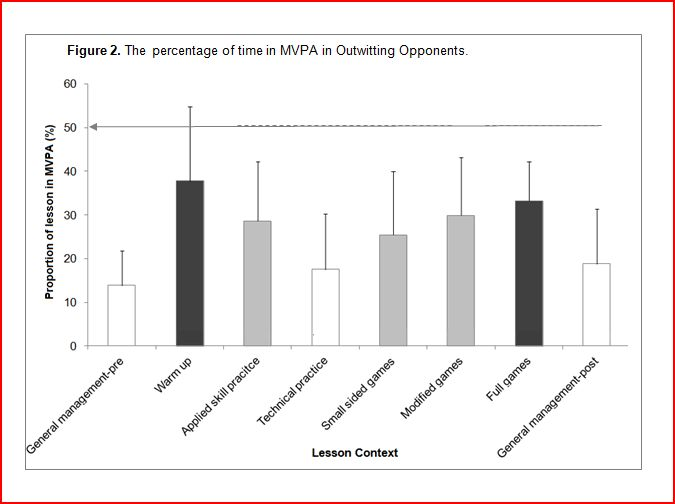 Figure 2. The percentage of time in MVPA in Outwitting Opponents.
Proportion of lesson in MVPA (%)
60
50
40
30
20
10
0
General management-pre
Warm up
Applied skill pracitce
Technical practice
Small sided games
Modified games
Full games
General management-post
Lesson Context